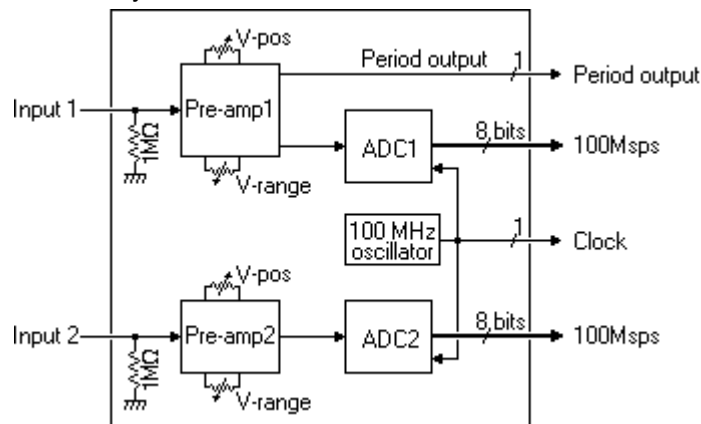 V-pos
Period output
1
Period output
Input 1
Pre-amp1
1MΩ
ADC1
8,bits
100Msps
V-range
100 MHz
oscillator
1
Clock
V-pos
Input 2
Pre-amp2
1MΩ
ADC2
8,bits
100Msps
V-range